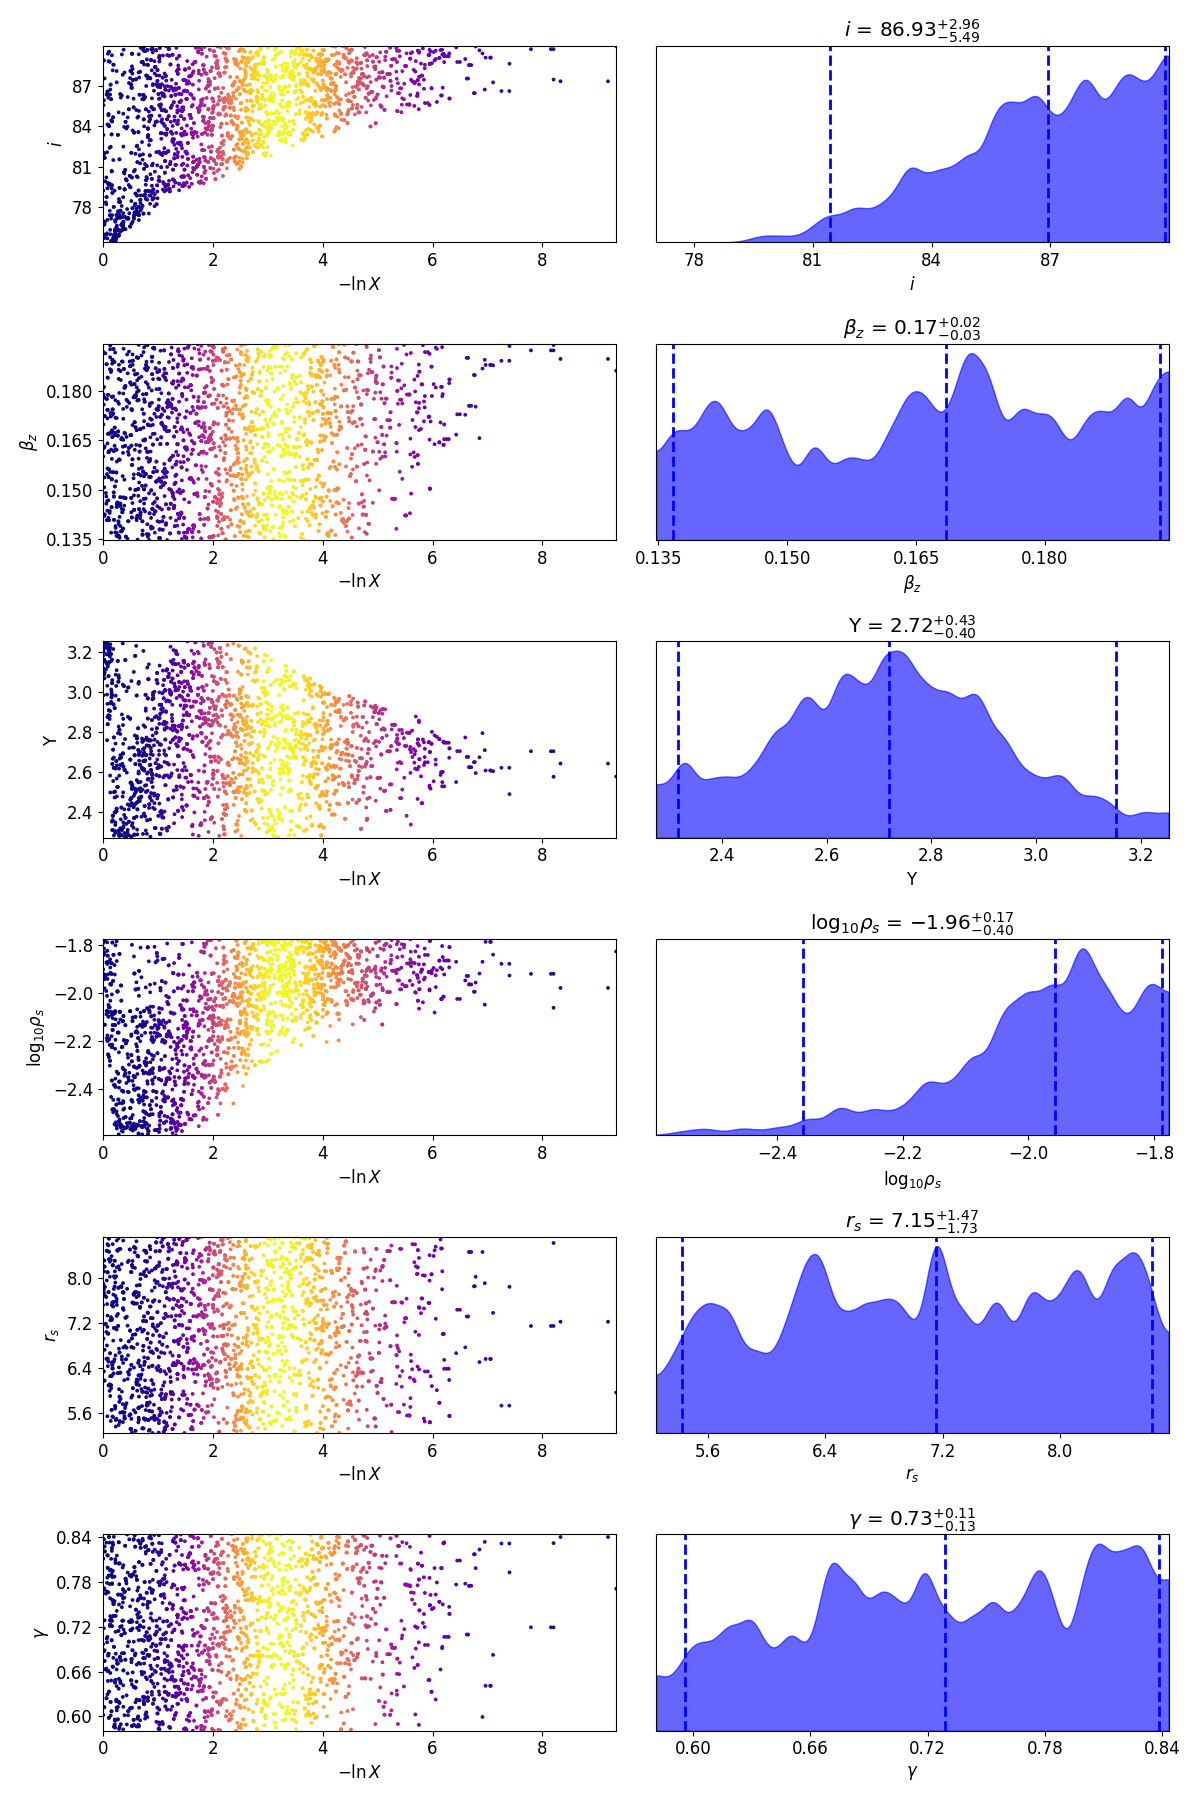 i = 86.93+2.96−5.49
87
84
81
78
i
0 2 4 6 8
−ln X
78 81 84 87
i
βz = 0.17+0.02−0.03
0.180
0.165
0.150
0.135
βz
0 2 4 6 8
−ln X
0.135 0.150 0.165 0.180
βz
Y = 2.72+0.43−0.40
3.2
3.0
2.8
2.6
2.4
Y
0 2 4 6 8
−ln X
2.4 2.6 2.8 3.0 3.2
Y
log10ρs = −1.96+0.17−0.40
−1.8
−2.0
−2.2
−2.4
log10ρs
0 2 4 6 8
−ln X
−2.4 −2.2 −2.0 −1.8
log10ρs
rs = 7.15+1.47−1.73
8.0
7.2
6.4
5.6
rs
0 2 4 6 8
−ln X
5.6 6.4 7.2 8.0
rs
γ = 0.73+0.11−0.13
0.84
0.78
0.72
0.66
0.60
γ
0 2 4 6 8
−ln X
0.60 0.66 0.72 0.78 0.84
γ